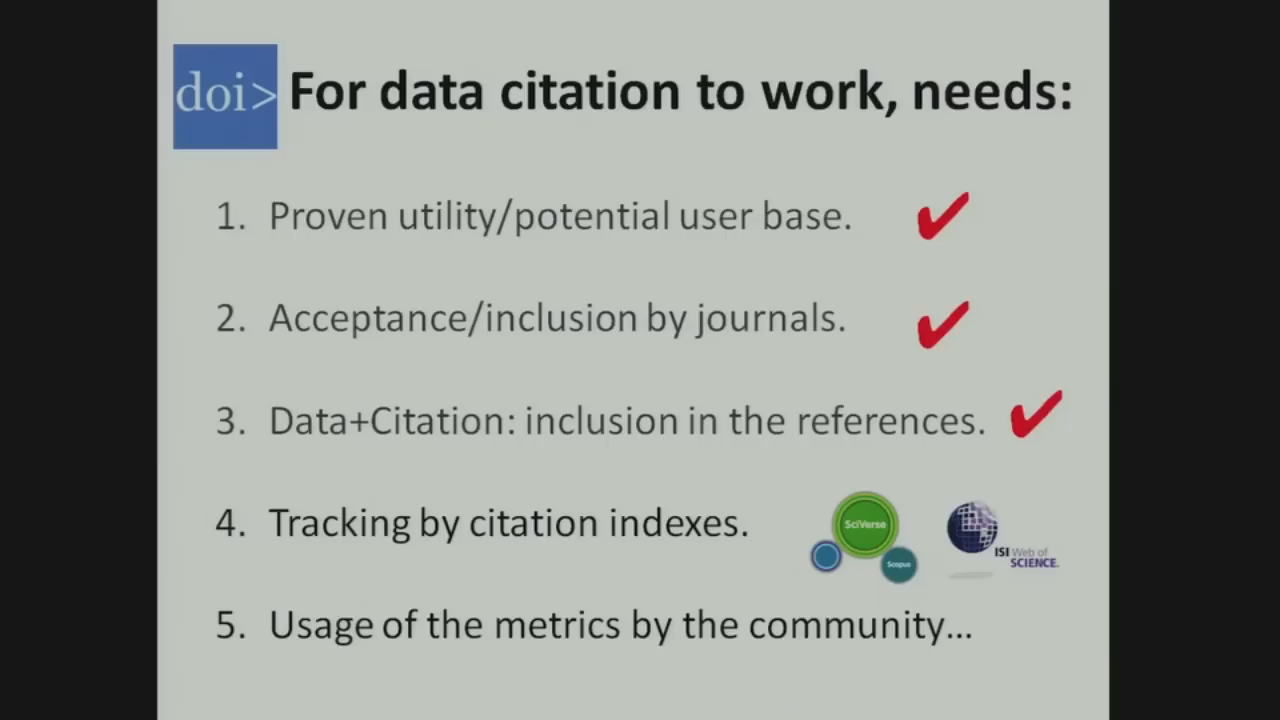 doi> For data citation to work, needs:
1. Proven utility/potential user base.
2. Acceptance/inclusion by journals.
3. Data+Citation: inclusion in the references.
4. Tracking by citation indexes.
SciVerse
Scopus
ISI Web of
SCIENCE.
5. Usage of the metrics by the community...